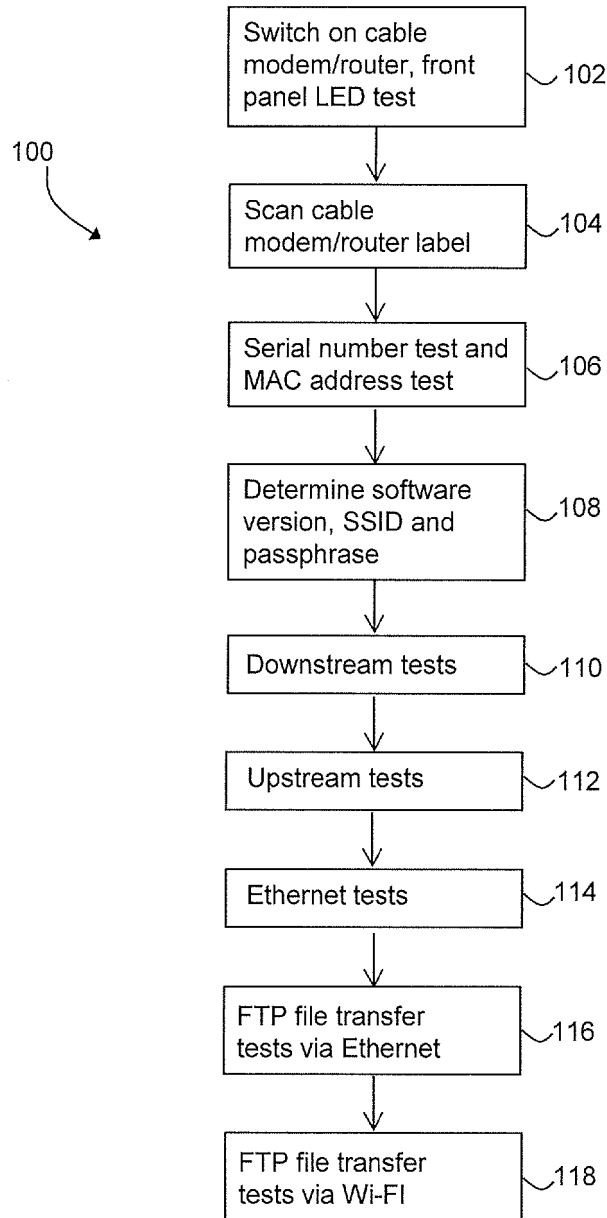 Switch on cable
modem/router, front
panel LED test
102
100
Scan cable
modem/router label
104
Serial number test and
MAC address test
106
Determine software
version, SSID and
passphrase
108
Downstream tests
110
Upstream tests
112
Ethernet tests
114
FTP file transfer
tests via Ethernet
116
FTP file transfer
tests via Wi-FI
118